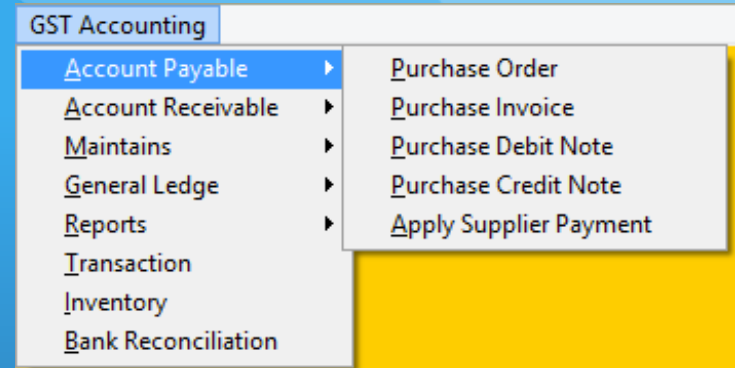 GST Accounting
Account Payable
Account Receivable
Maintains
General Ledge
Reports
Transaction
Inventory
Bank Reconciliation
Purchase Order
Purchase Invoice
Purchase Debit Note
Purchase Credit Note
Apply Supplier Payment